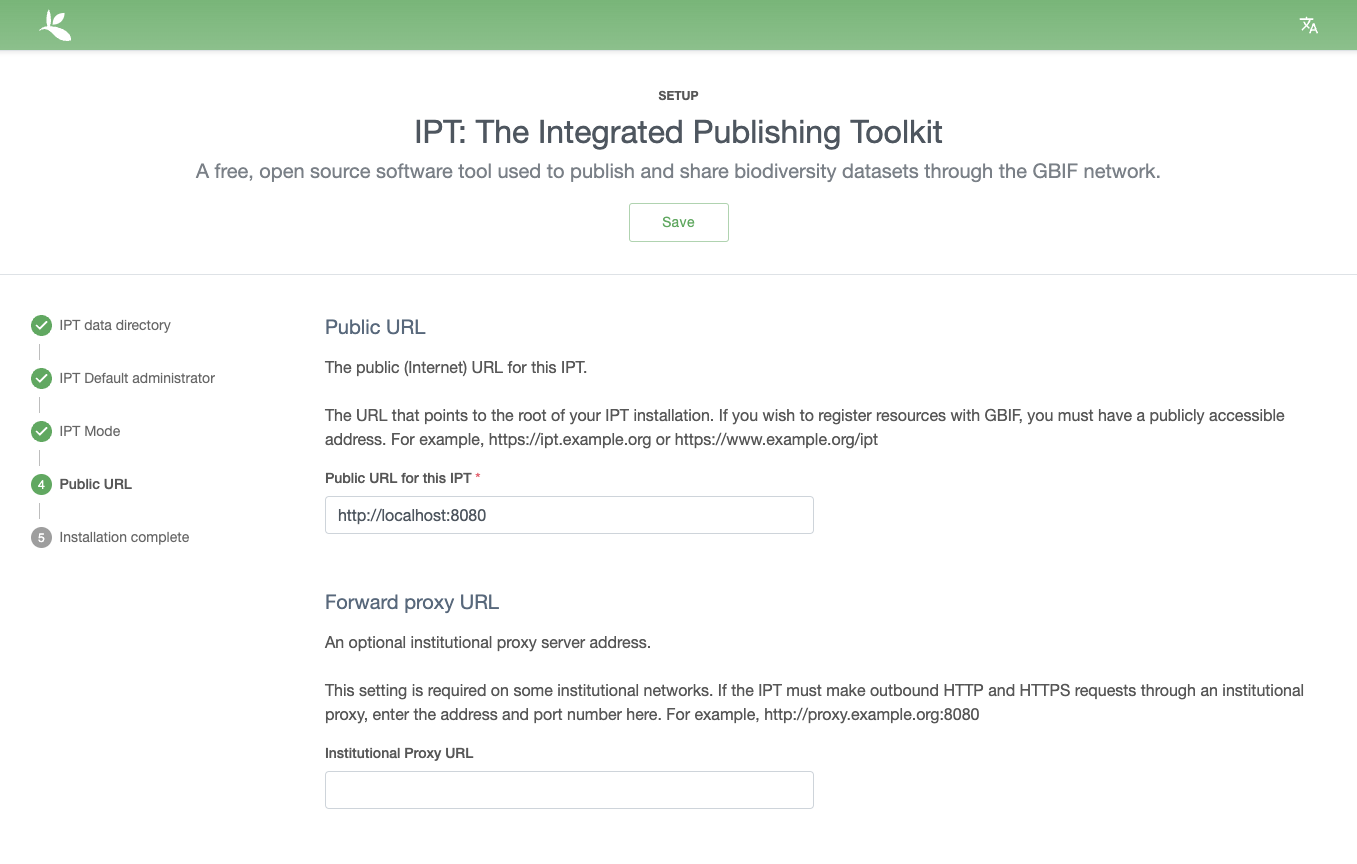 SETUP
IPT: The Integrated Publishing Toolkit
A free, open source software tool used to publish and share biodiversity datasets through the GBIF network.
Save
IPT data directory
IPT Default administrator
IPT Mode
4 Public URL
5 Installation complete
Public URL
The public (Internet) URL for this IPT.
The URL that points to the root of your IPT installation. If you wish to register resources with GBIF, you must have a publicly accessible
address. For example, https://ipt.example.org or https://www.example.org/ipt
Public URL for this IPT *
http://localhost:8080
Forward proxy URL
An optional institutional proxy server address.
This setting is required on some institutional networks. If the IPT must make outbound HTTP and HTTPS requests through an institutional
proxy, enter the address and port number here. For example, http://proxy.example.org:8080
Institutional Proxy URL